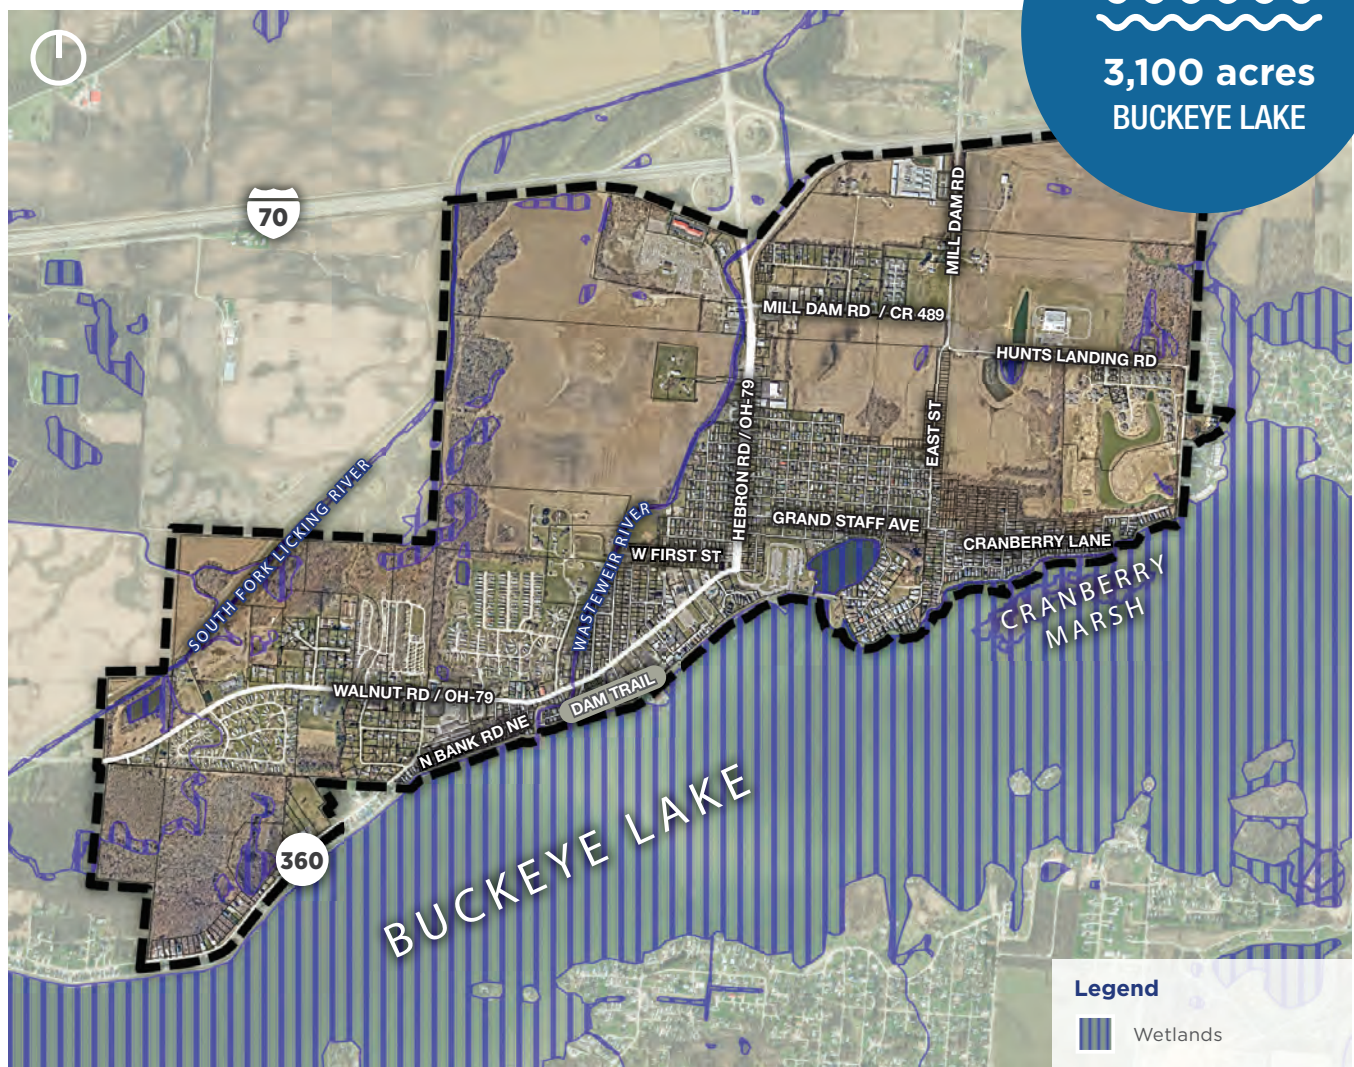 3,100 acres
BUCKEYE LAKE
70
MILL DAM RD
MILL DAM RD / CR 489
HUNTS LANDING RD
HEBRON RD / OH-79
EAST ST
SOUTH FORK LICKING RIVER
WASTEWEIR RIVER
GRAND STAFF AVE
W FIRST ST
CRANBERRY LANE
CRANBERRY
MARSH
WALNUT RD / OH-79
DAM TRAIL
N BANK RD NE
BUCKEYE LAKE
360
Legend
Wetlands